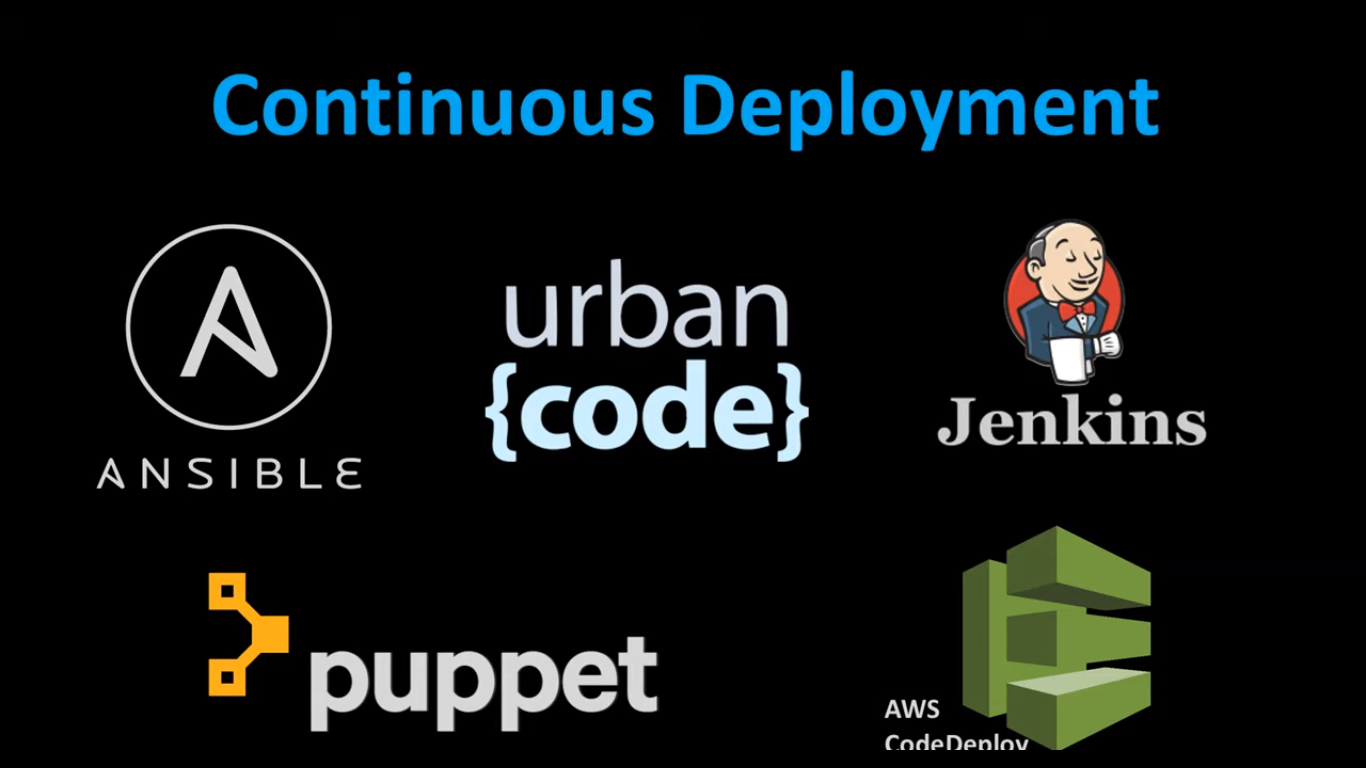 Continuous Deployment
urban
{code}
Jenkins
ANSIBLE
puppet
AWS
CodeDeploy